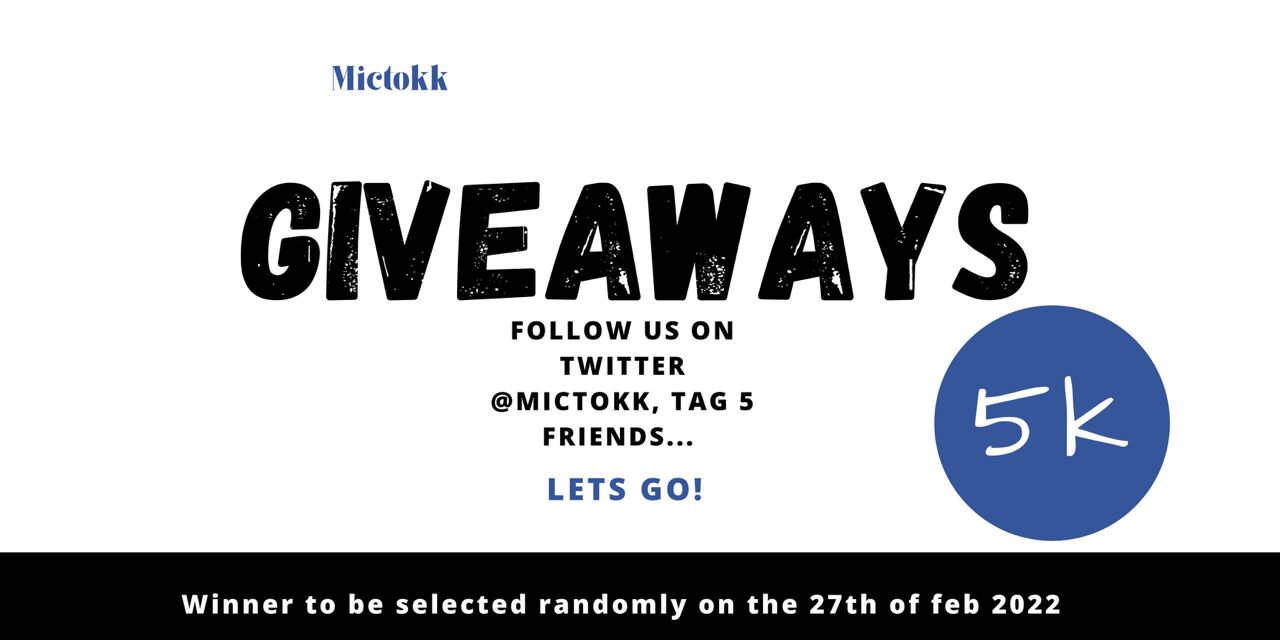 Mictokk
GIVEAWAYS
FOLLOW US ON
TWITTER
@MICTOKK, TAG 5
FRIENDS...
LETS GO!
5k
Winner to be selected randomly on the 27th of feb 2022